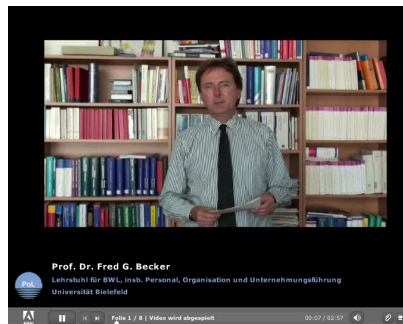 Prof. Dr. Fred G. Becker
Lehrstuhl für BWL, insb. Personal, Organisation und Unternehmungsführung
PoL
Universität Bielefeld
Folie 1 / 8 | Video wird abgespielt
00:07 / 02:57